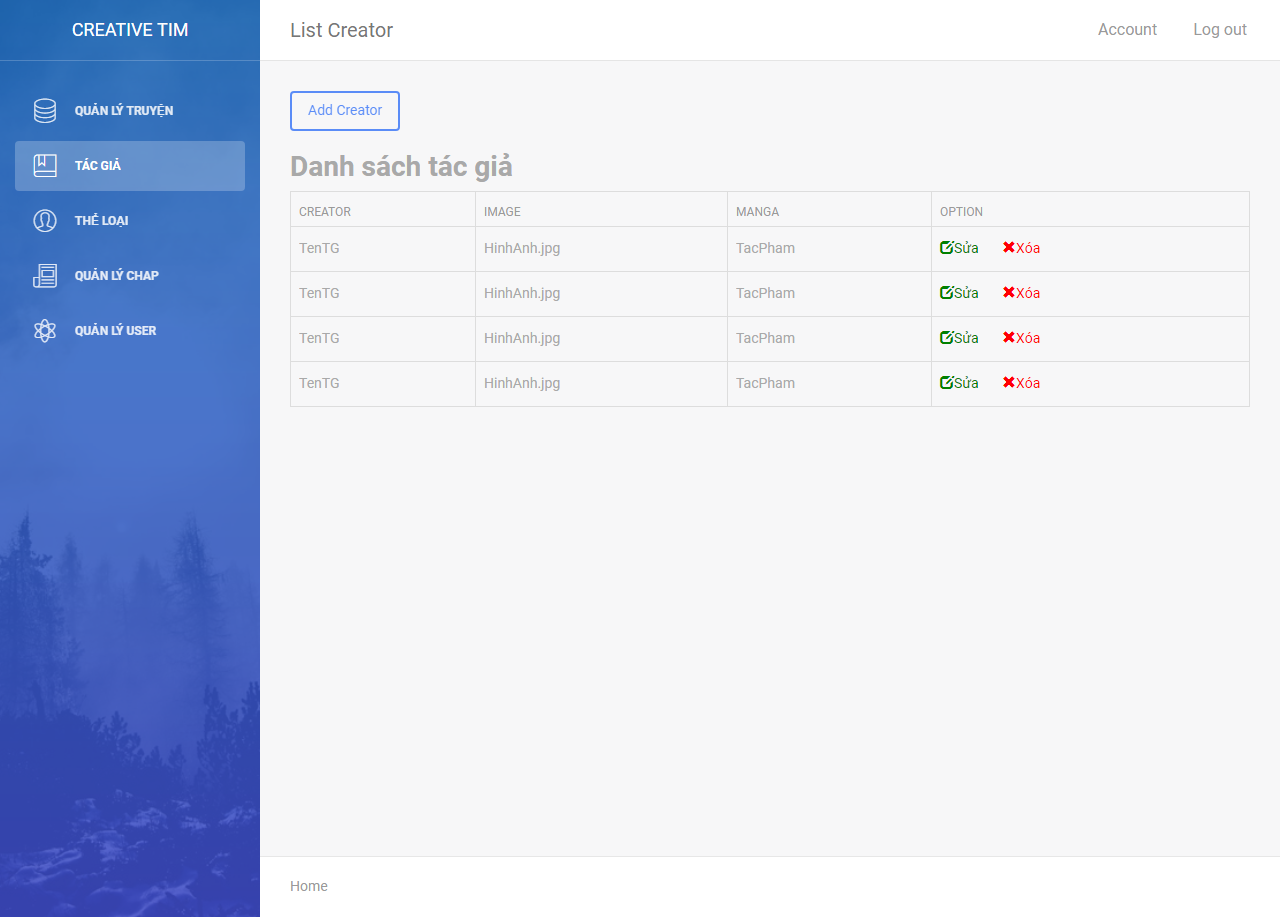 CREATIVE TIM
QUẢN LÝ TRUYỆN
TÁC GIẢ
THỂ LOẠI
QUẢN LÝ CHAP
QUẢN LÝ USER
List Creator
Account Log out
Add Creator
Danh sách tác giả
CREATOR IMAGE MANGA OPTION
TenTG HinhAnh.jpg TacPham Sửa Xóa
TenTG HinhAnh.jpg TacPham Sửa Xóa
TenTG HinhAnh.jpg TacPham Sửa Xóa
TenTG HinhAnh.jpg TacPham Sửa Xóa
Home